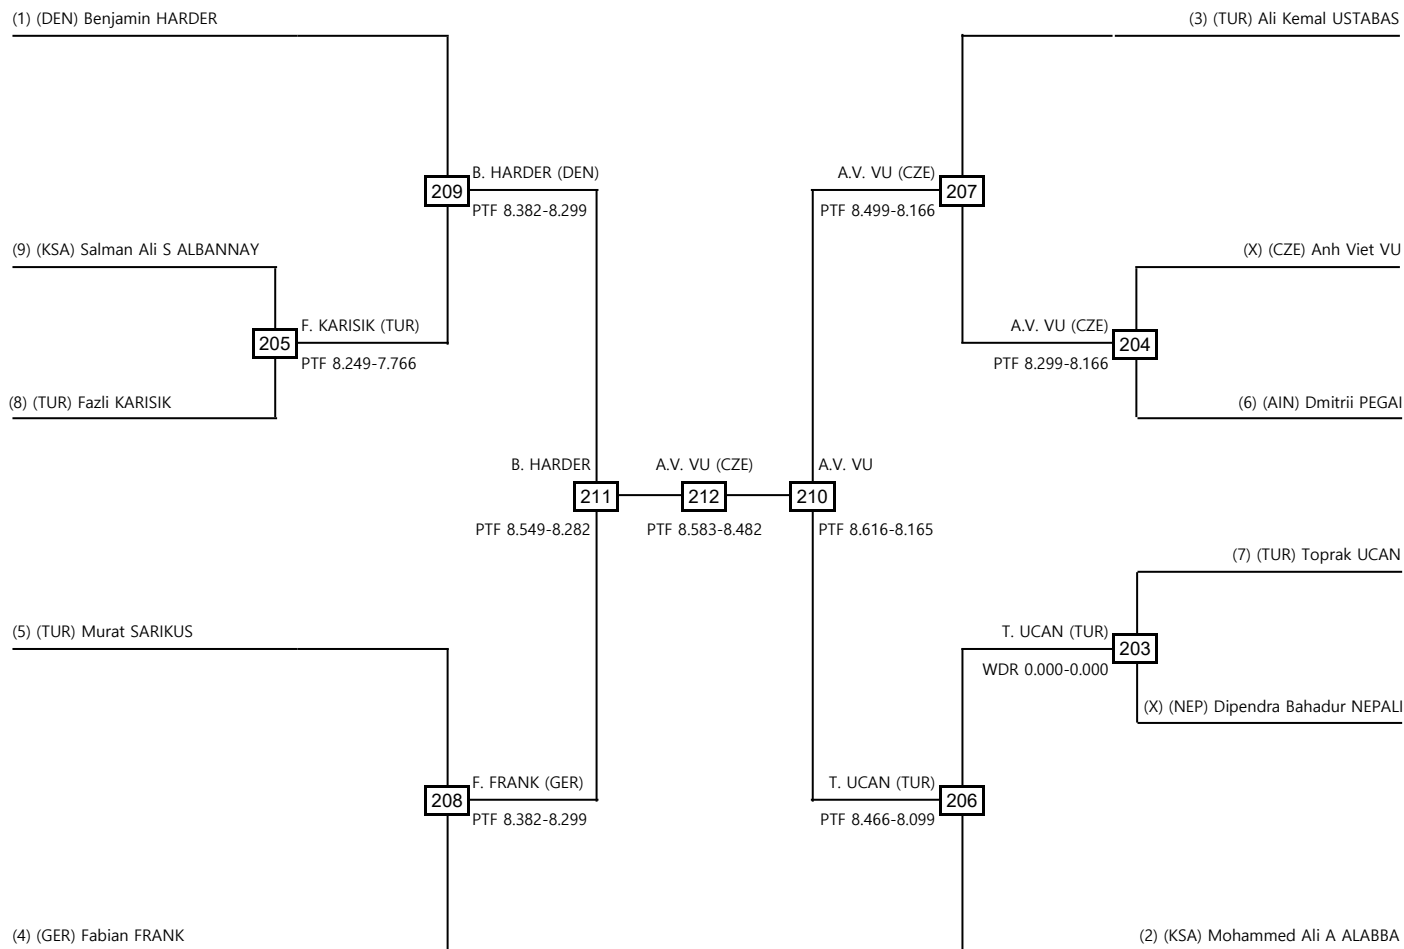 (1) (DEN) Benjamin HARDER
(3) (TUR) Ali Kemal USTABAS
B. HARDER (DEN)
A.V. VU (CZE)
209
207
PTF 8.382-8.299
PTF 8.499-8.166
(9) (KSA) Salman Ali S ALBANNAY
(X) (CZE) Anh Viet VU
F. KARISIK (TUR)
A.V. VU (CZE)
205
204
PTF 8.249-7.766
PTF 8.299-8.166
(8) (TUR) Fazli KARISIK
(6) (AIN) Dmitrii PEGAI
B. HARDER
A.V. VU (CZE)
A.V. VU
211
212
210
PTF 8.549-8.282
PTF 8.583-8.482
PTF 8.616-8.165
(7) (TUR) Toprak UCAN
(5) (TUR) Murat SARIKUS
T. UCAN (TUR)
203
WDR 0.000-0.000
(X) (NEP) Dipendra Bahadur NEPALI
F. FRANK (GER)
T. UCAN (TUR)
208
206
PTF 8.382-8.299
PTF 8.466-8.099
(4) (GER) Fabian FRANK
(2) (KSA) Mohammed Ali A ALABBA